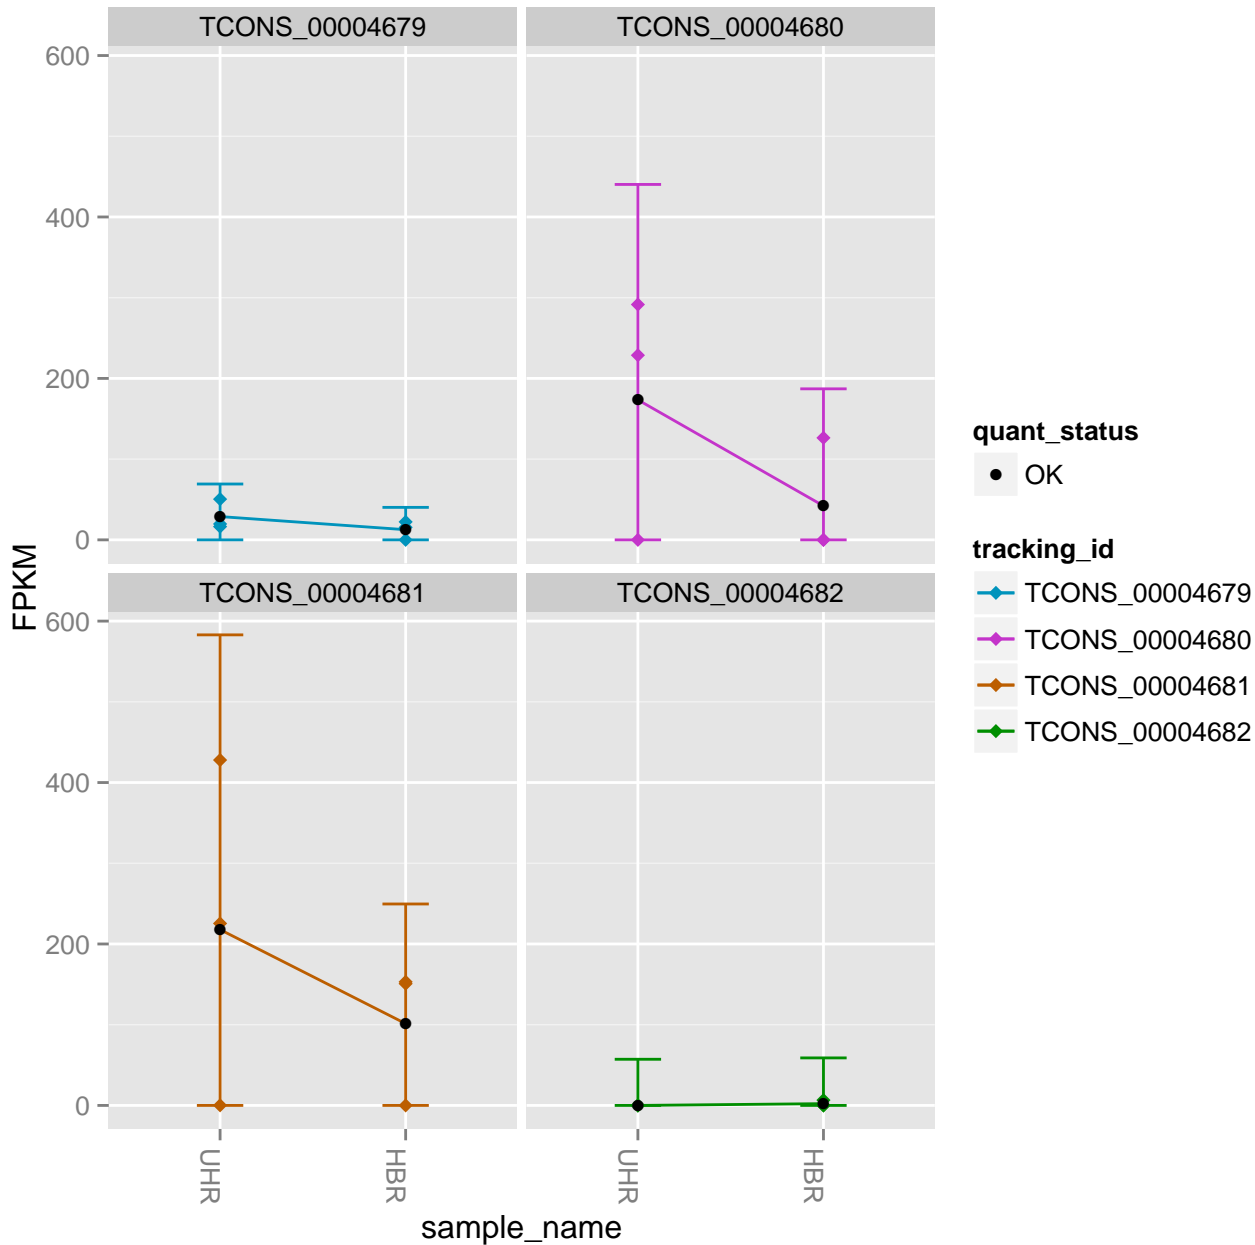 TCONS_00004679
TCONS_00004680
600
400
200
0
TCONS_00004681
TCONS_00004682
600
400
200
0
FPKM
UHR
HBR
UHR
HBR
sample_name
quant_status
OK
tracking_id
TCONS_00004679
TCONS_00004680
TCONS_00004681
TCONS_00004682